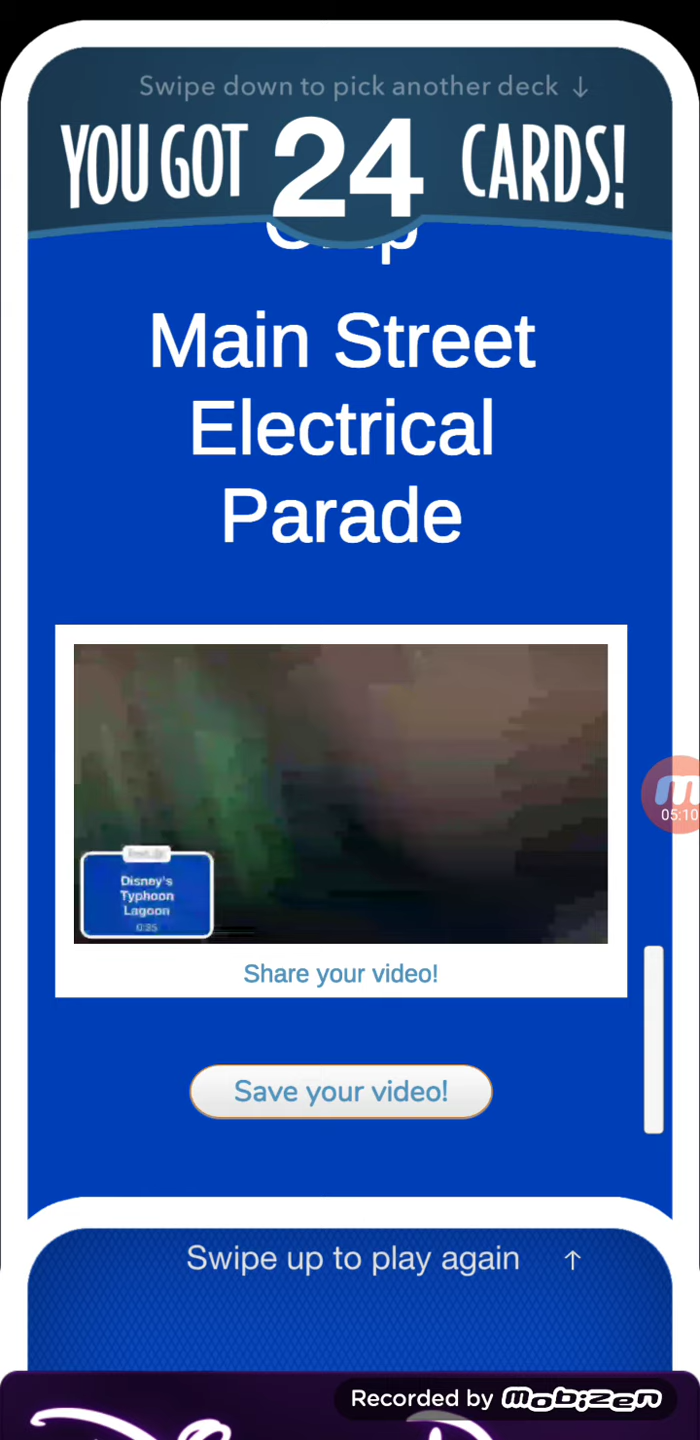 Swipe down to pick another deck ↓
YOU GOT 24 CARDS!
Main Street
Electrical
Parade
Disney's
Typhoon
Lagoon
0:35
05:10
Share your video!
Save your video!
Swipe up to play again ↑
Recorded by mobizen